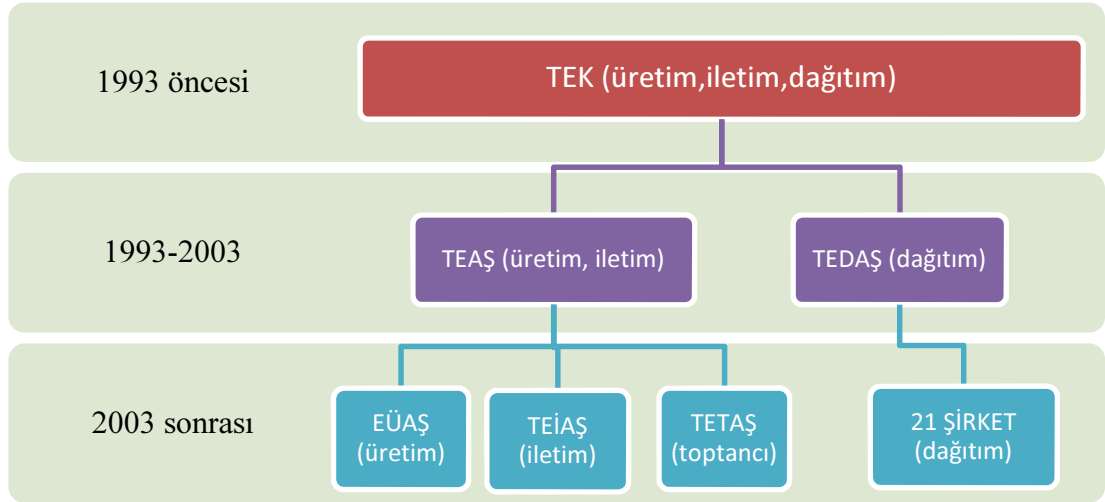 1993 öncesi
TEK (üretim,iletim,dağıtım)
1993-2003
TEAŞ (üretim, iletim)
TEDAŞ (dağıtım)
2003 sonrası
EÜAŞ
(üretim)
TEİAŞ
(iletim)
TETAŞ
(toptancı)
21 ŞİRKET
(dağıtım)